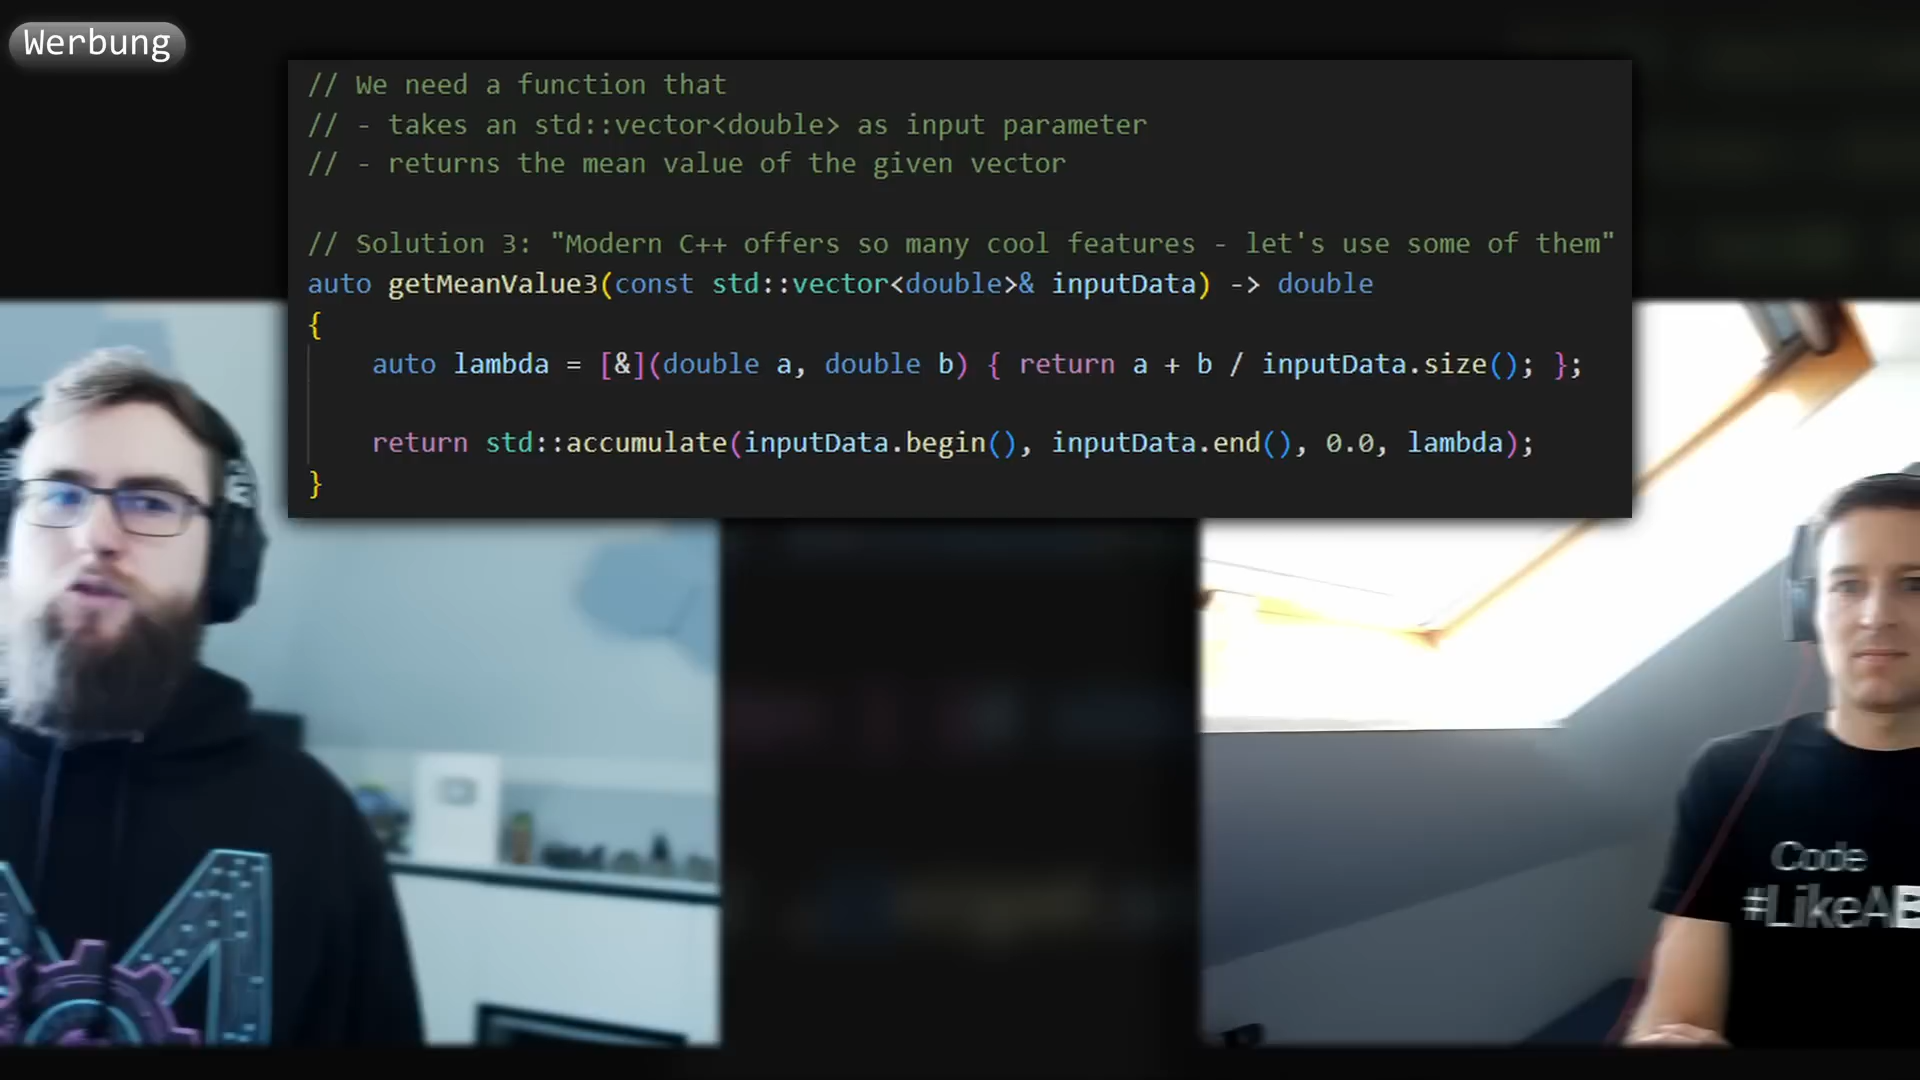 Werbung
// We need a function that
// - takes an std::vector<double> as input parameter
// - returns the mean value of the given vector
// Solution 3: "Modern C++ offers so many cool features - let's use some of them"
auto getMeanValue3(const std::vector<double>& inputData) -> double
{
auto lambda = [&](double a, double b) { return a + b / inputData.size(); };
return std::accumulate(inputData.begin(), inputData.end(), 0.0, lambda);
}
Code